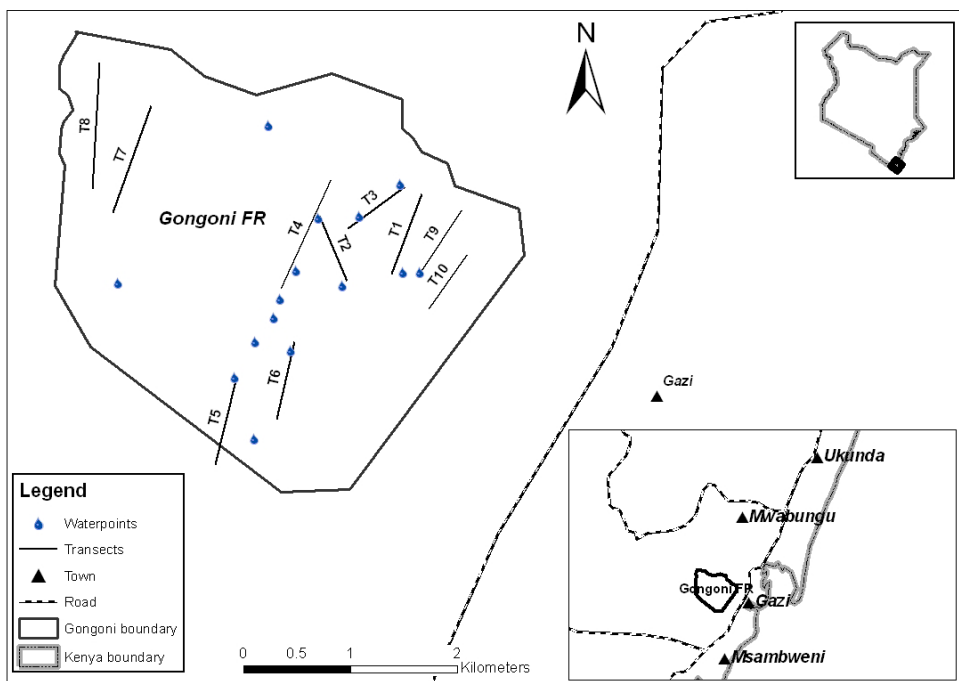 N
T8
T7
Gongoni FR
T4
T3
T2
T1
T9
T10
T6
T5
Gazi
Ukunda
Mwabungu
Gongoni FR
Gazi
Msambweni
Legend
Waterpoints
Transects
Town
Road
Gongoni boundary
Kenya boundary
0 0.5 1 2
Kilometers